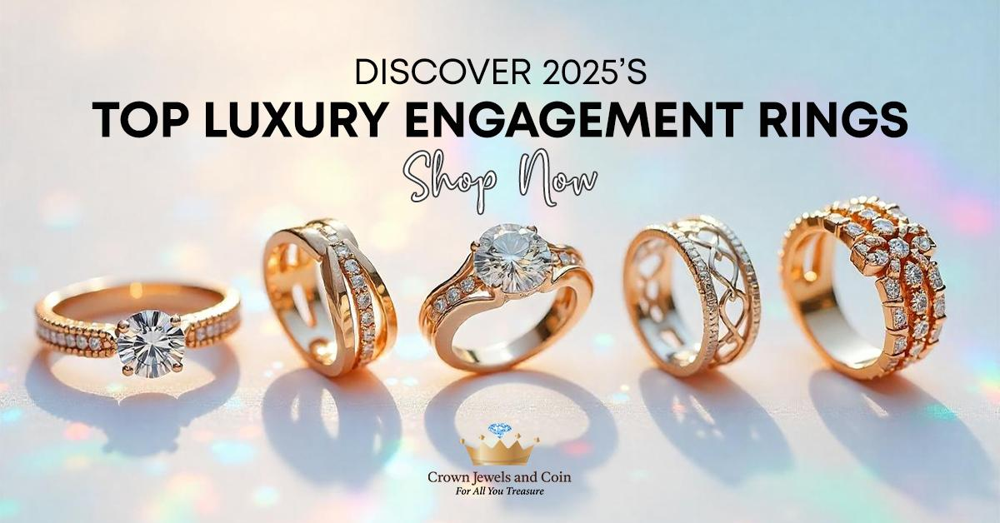 DISCOVER 2025'S
TOP LUXURY ENGAGEMENT RINGS
Shop Now
Crown Jewels and Coin
For All You Treasure